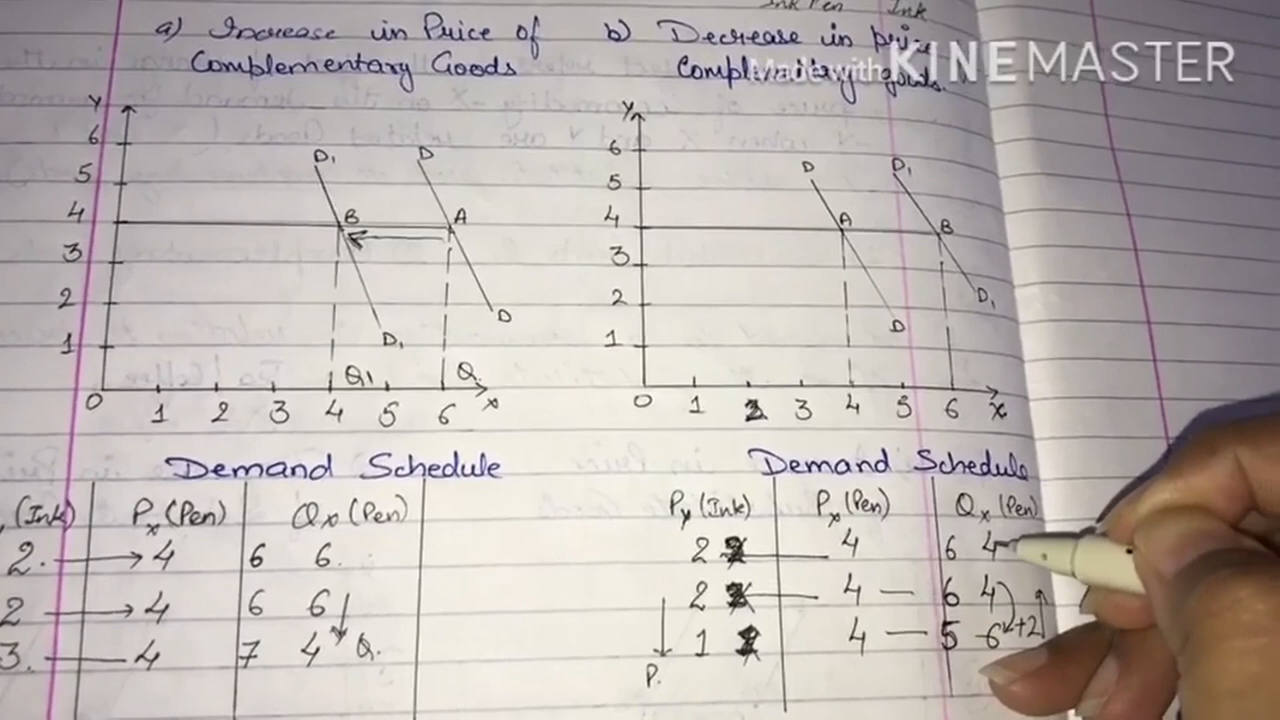 Ink Pen Ink
a) Increase in Price of
Complementary Goods
b) Decrease in price
Complimentary goods.
Made with KINEMASTER
Y
6
5
4
3
2
1
0 1 2 3 4 5 6 x
D1 D
B A
D
D1
Q1 Q
Y
6
5
4
3
2
1
0 1 2 3 4 5 6 x
D D1
A B
D1
D
Demand Schedule
(Ink) Px (Pen) Qx (Pen)
2. 4 6 6
2 4 6 6
3. 4 7 4 Q.
Demand Schedule
Py (Ink) Px (Pen) Qx (Pen)
2 4 6 4
2 4 6 4
1 4 5 6 +2
P.